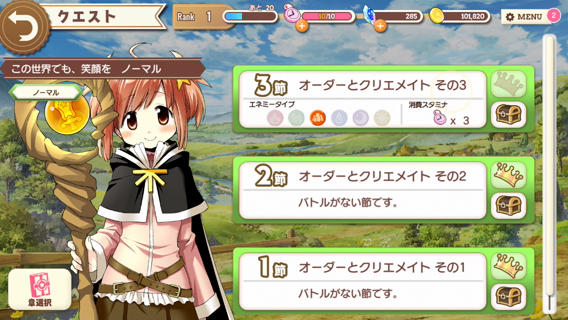 クエスト
Rank 1
あと 20
10/10
285
101,820
MENU
2
この世界でも、笑顔を ノーマル
ノーマル
3節 オーダーとクリエメイト その3
エネミータイプ
消費スタミナ
x 3
2節 オーダーとクリエメイト その2
バトルがない節です。
1節 オーダーとクリエメイト その1
バトルがない節です。
章選択